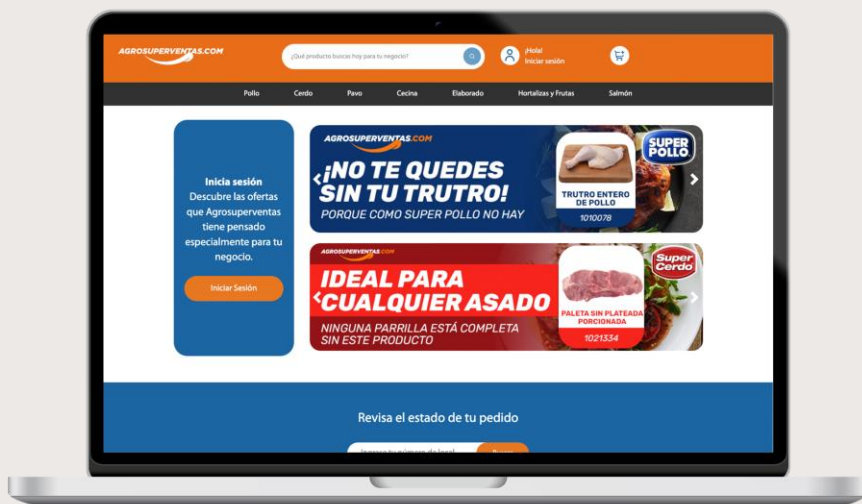 AGROSUPERVENTAS.COM
¿Qué producto buscas hoy para tu negocio?
¡Hola!
Iniciar sesión
Pollo Cerdo Pavo Cecina Elaborado Hortalizas y Frutas Salmón
Inicia sesión
Descubre las ofertas
que Agrosuperventas
tiene pensado
especialmente para tu
negocio.
Iniciar Sesión
AGROSUPERVENTAS.COM
¡NO TE QUEDES
SIN TU TRUTRO!
PORQUE COMO SUPER POLLO NO HAY
TRUTRO ENTERO
DE POLLO
1010078
SUPER
POLLO
AGROSUPERVENTAS.COM
IDEAL PARA
CUALQUIER ASADO
NINGUNA PARRILLA ESTÁ COMPLETA
SIN ESTE PRODUCTO
PALETA SIN PLATEADA
PORCIONADA
1021334
Super
Cerdo
Revisa el estado de tu pedido